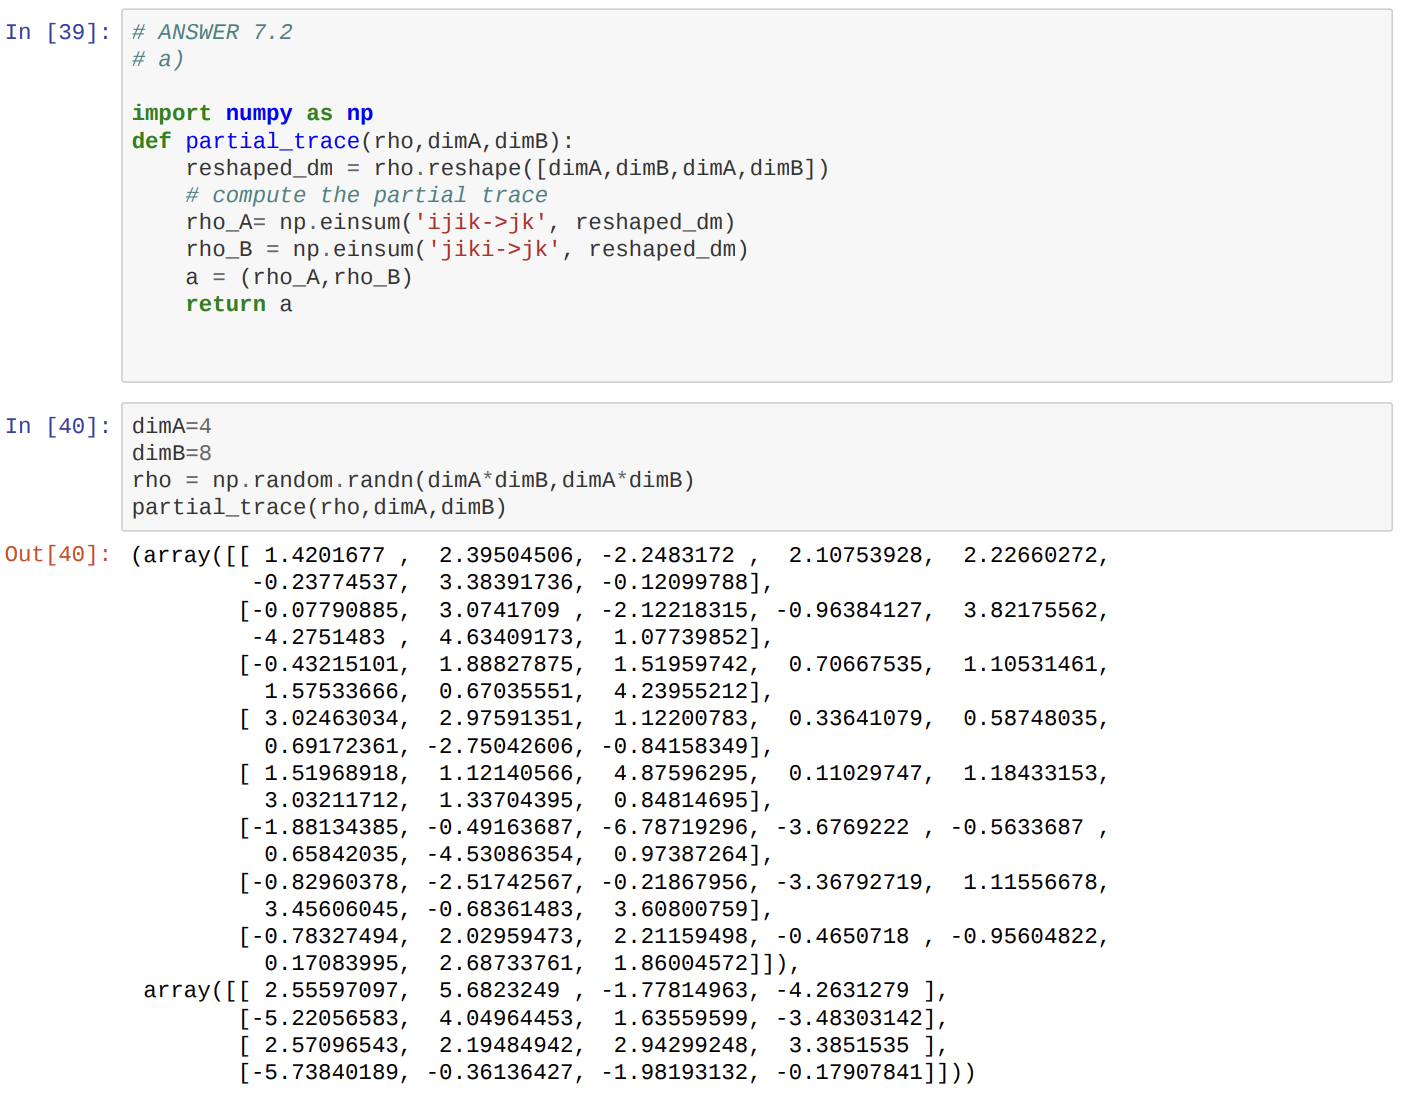 In [39]: # ANSWER 7.2
# a)
import numpy as np
def partial_trace(rho,dimA,dimB):
    reshaped_dm = rho.reshape([dimA,dimB,dimA,dimB])
    # compute the partial trace
    rho_A= np.einsum('ijik->jk', reshaped_dm)
    rho_B = np.einsum('jiki->jk', reshaped_dm)
    a = (rho_A,rho_B)
    return a
In [40]: dimA=4
dimB=8
rho = np.random.randn(dimA*dimB,dimA*dimB)
partial_trace(rho,dimA,dimB)
Out[40]: (array([[ 1.4201677 ,  2.39504506, -2.2483172 ,  2.10753928,  2.22660272,
         -0.23774537,  3.38391736, -0.12099788],
        [-0.07790885,  3.0741709 , -2.12218315, -0.96384127,  3.82175562,
         -4.2751483 ,  4.63409173,  1.07739852],
        [-0.43215101,  1.88827875,  1.51959742,  0.70667535,  1.10531461,
          1.57533666,  0.67035551,  4.23955212],
        [ 3.02463034,  2.97591351,  1.12200783,  0.33641079,  0.58748035,
          0.69172361, -2.75042606, -0.84158349],
        [ 1.51968918,  1.12140566,  4.87596295,  0.11029747,  1.18433153,
          3.03211712,  1.33704395,  0.84814695],
        [-1.88134385, -0.49163687, -6.78719296, -3.6769222 , -0.5633687 ,
          0.65842035, -4.53086354,  0.97387264],
        [-0.82960378, -2.51742567, -0.21867956, -3.36792719,  1.11556678,
          3.45606045, -0.68361483,  3.60800759],
        [-0.78327494,  2.02959473,  2.21159498, -0.4650718 , -0.95604822,
          0.17083995,  2.68733761,  1.86004572]]),
 array([[ 2.55597097,  5.6823249 , -1.77814963, -4.2631279 ],
        [-5.22056583,  4.04964453,  1.63559599, -3.48303142],
        [ 2.57096543,  2.19484942,  2.94299248,  3.3851535 ],
        [-5.73840189, -0.36136427, -1.98193132, -0.17907841]]))